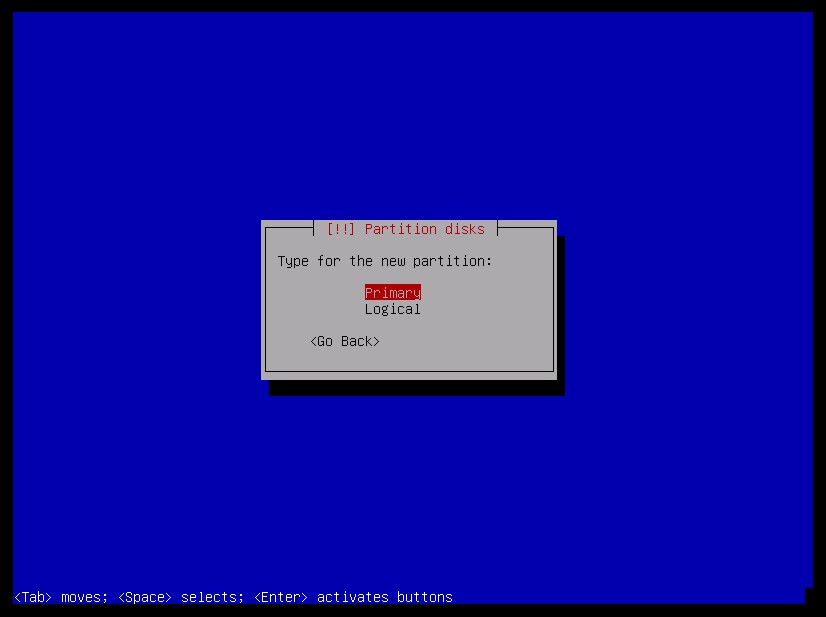 [!!] Partition disks
Type for the new partition:
Primary
Logical
<Go Back>
<Tab> moves; <Space> selects; <Enter> activates buttons